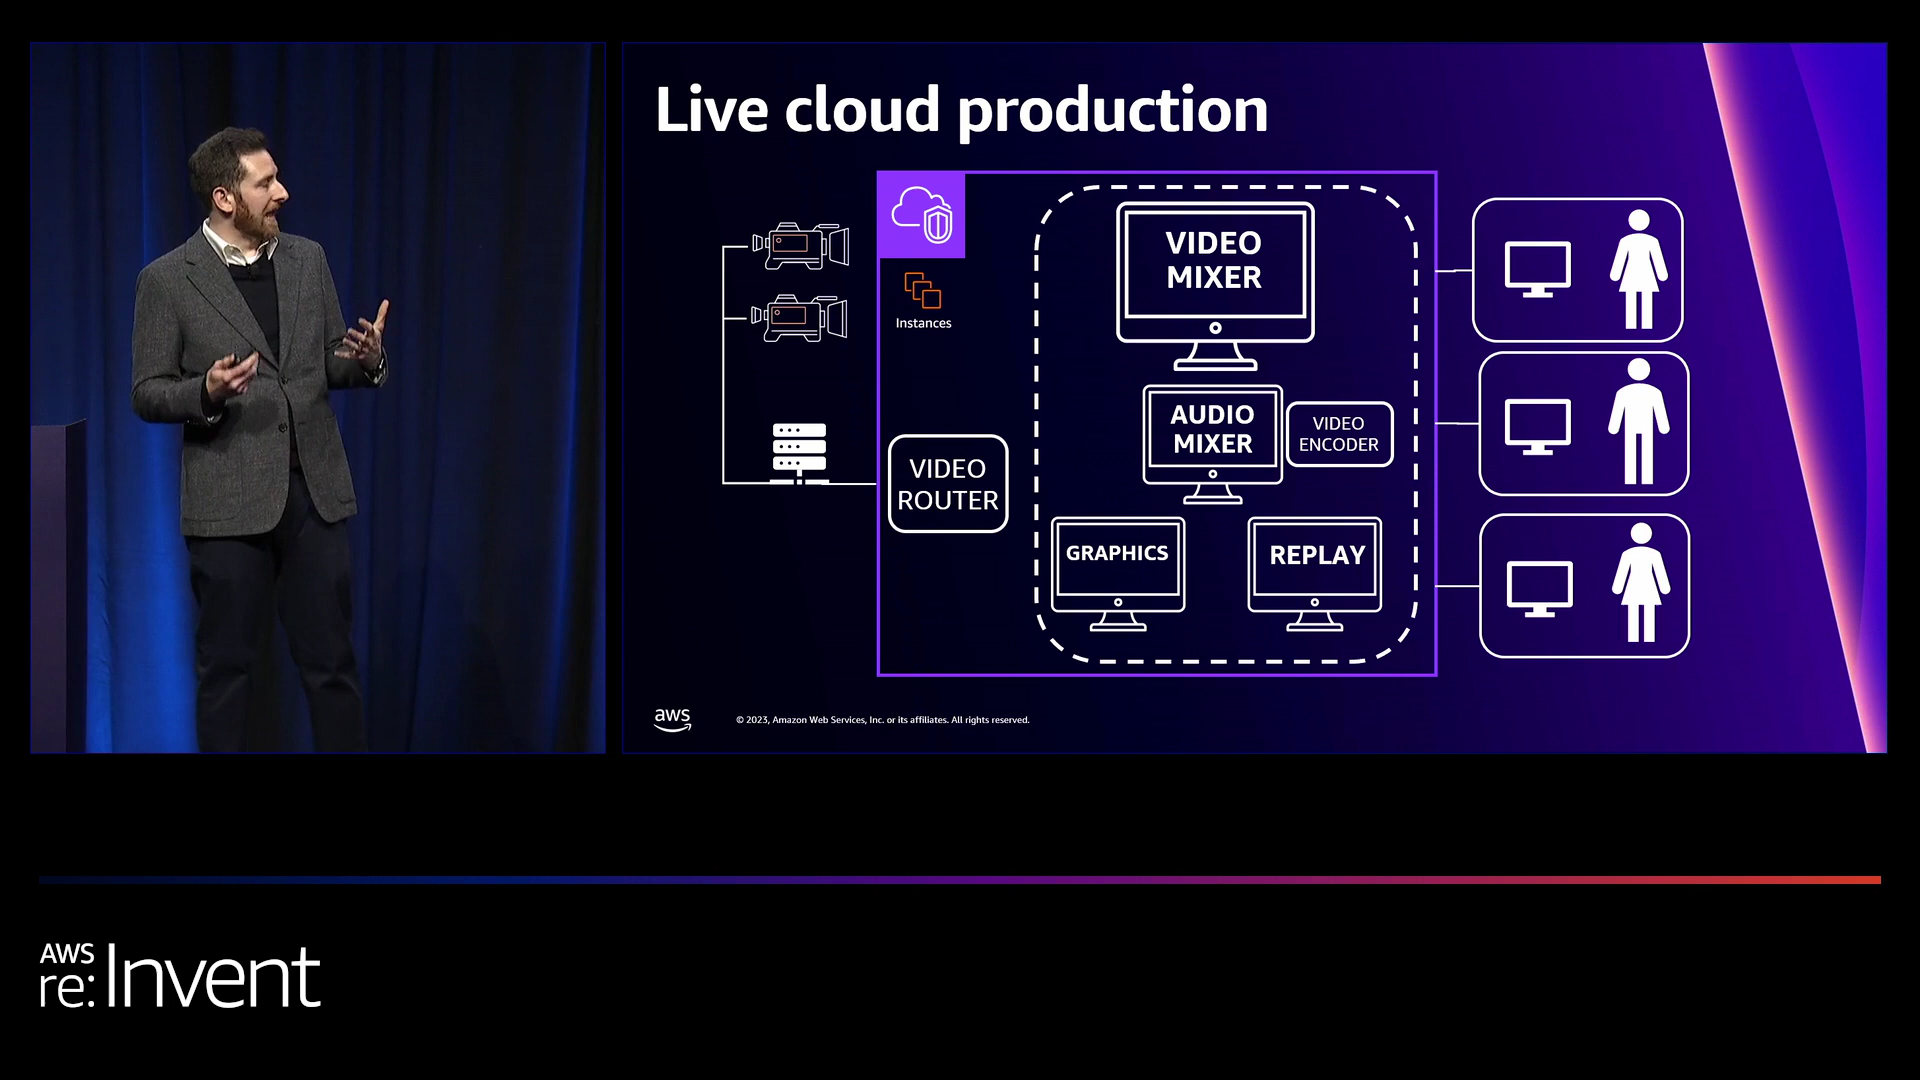 Live cloud production
Instances
VIDEO
ROUTER
VIDEO
MIXER
AUDIO
MIXER
VIDEO
ENCODER
GRAPHICS
REPLAY
aws
© 2023, Amazon Web Services, Inc. or its affiliates. All rights reserved.
AWS
re:Invent